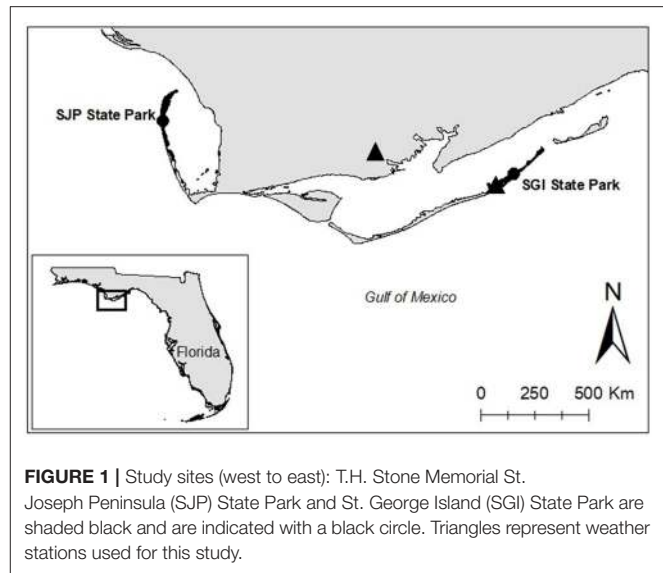 SJP State Park
SGI State Park
Gulf of Mexico
N
Florida
0 250 500 Km
FIGURE 1 | Study sites (west to east): T.H. Stone Memorial St.
Joseph Peninsula (SJP) State Park and St. George Island (SGI) State Park are
shaded black and are indicated with a black circle. Triangles represent weather
stations used for this study.